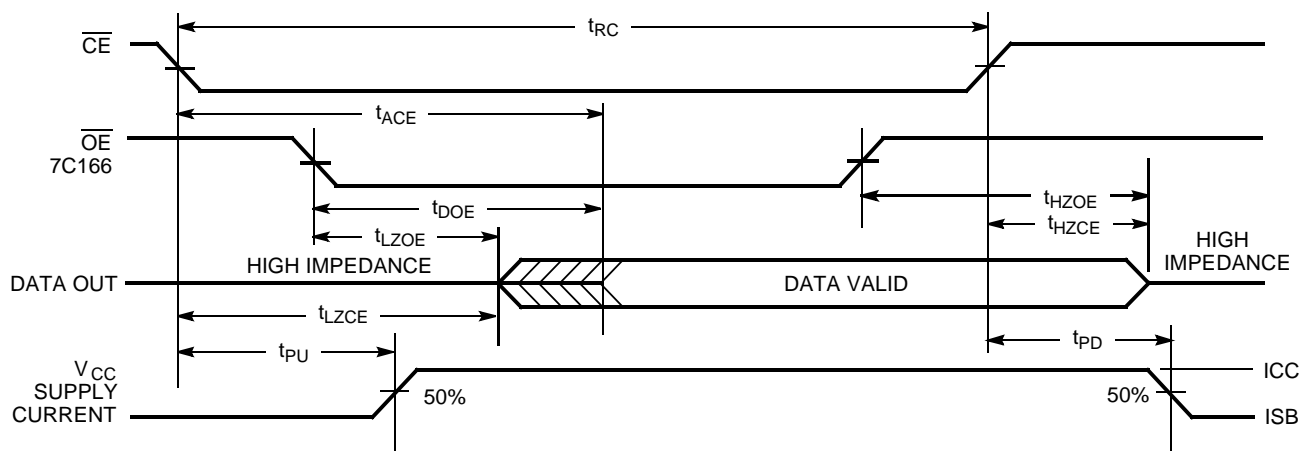 tRC
CE
tACE
OE
7C166
tHZOE
tDOE
tHZCE
tLZOE
HIGH
IMPEDANCE
HIGH IMPEDANCE
DATA OUT
DATA VALID
tLZCE
tPU
tPD
VCC
SUPPLY
CURRENT
50%
50%
ICC
ISB